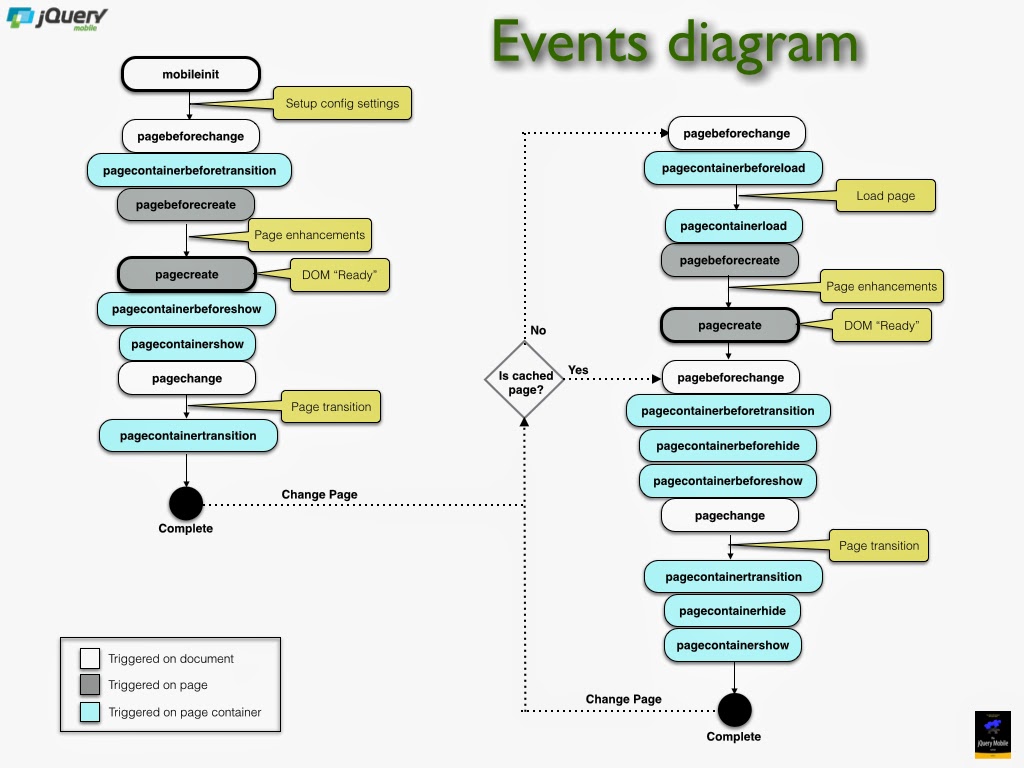 jQuery
mobile
Events diagram
mobileinit
Setup config settings
pagebeforechange
pagecontainerbeforetransition
pagebeforecreate
Page enhancements
pagecreate
DOM “Ready”
pagecontainerbeforeshow
pagecontainershow
pagechange
Page transition
pagecontainertransition
Complete
Change Page
Is cached
page?
No
Yes
pagebeforechange
pagecontainerbeforeload
Load page
pagecontainerload
pagebeforecreate
Page enhancements
pagecreate
DOM “Ready”
pagebeforechange
pagecontainerbeforetransition
pagecontainerbeforehide
pagecontainerbeforeshow
pagechange
Page transition
pagecontainertransition
pagecontainerhide
pagecontainershow
Change Page
Complete
Triggered on document
Triggered on page
Triggered on page container
jQuery Mobile